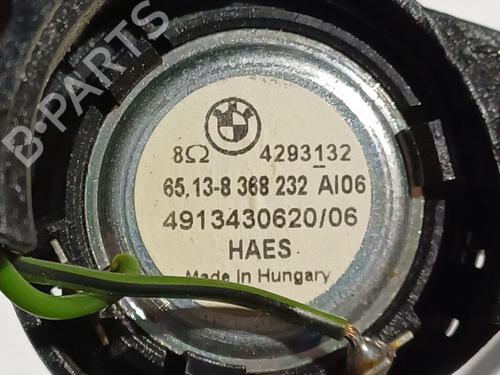 B-PARTS
8Ω 4293132
65.13-8 368 232 AI06
4913430620/06
HAES
Made In Hungary